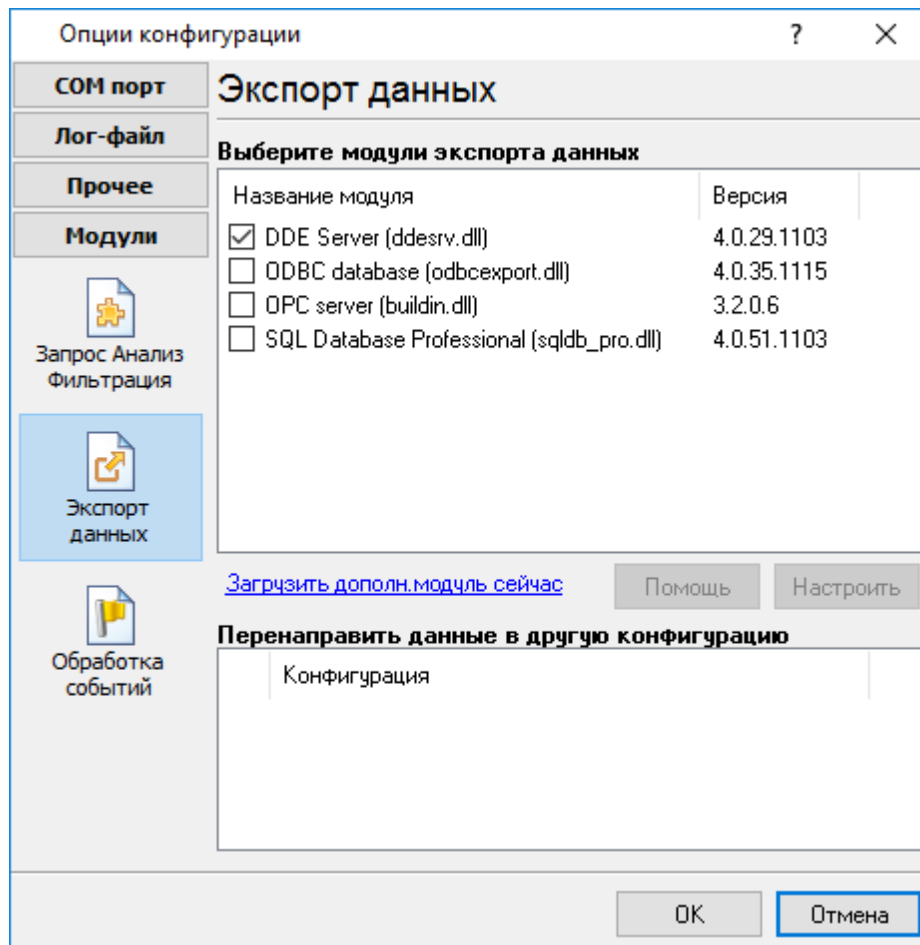 Опции конфигурации
?
COM порт
Лог-файл
Прочее
Модули
Запрос Анализ
Фильтрация
Экспорт
данных
Обработка
событий
Экспорт данных
Выберите модули экспорта данных
Название модуля Версия
DDE Server (ddesrv.dll) 4.0.29.1103
ODBC database (odbcexport.dll) 4.0.35.1115
OPC server (buildin.dll) 3.2.0.6
SQL Database Professional (sqldb_pro.dll) 4.0.51.1103
Загрузить дополн.модуль сейчас
Помощь
Настроить
Перенаправить данные в другую конфигурацию
Конфигурация
OK
Отмена